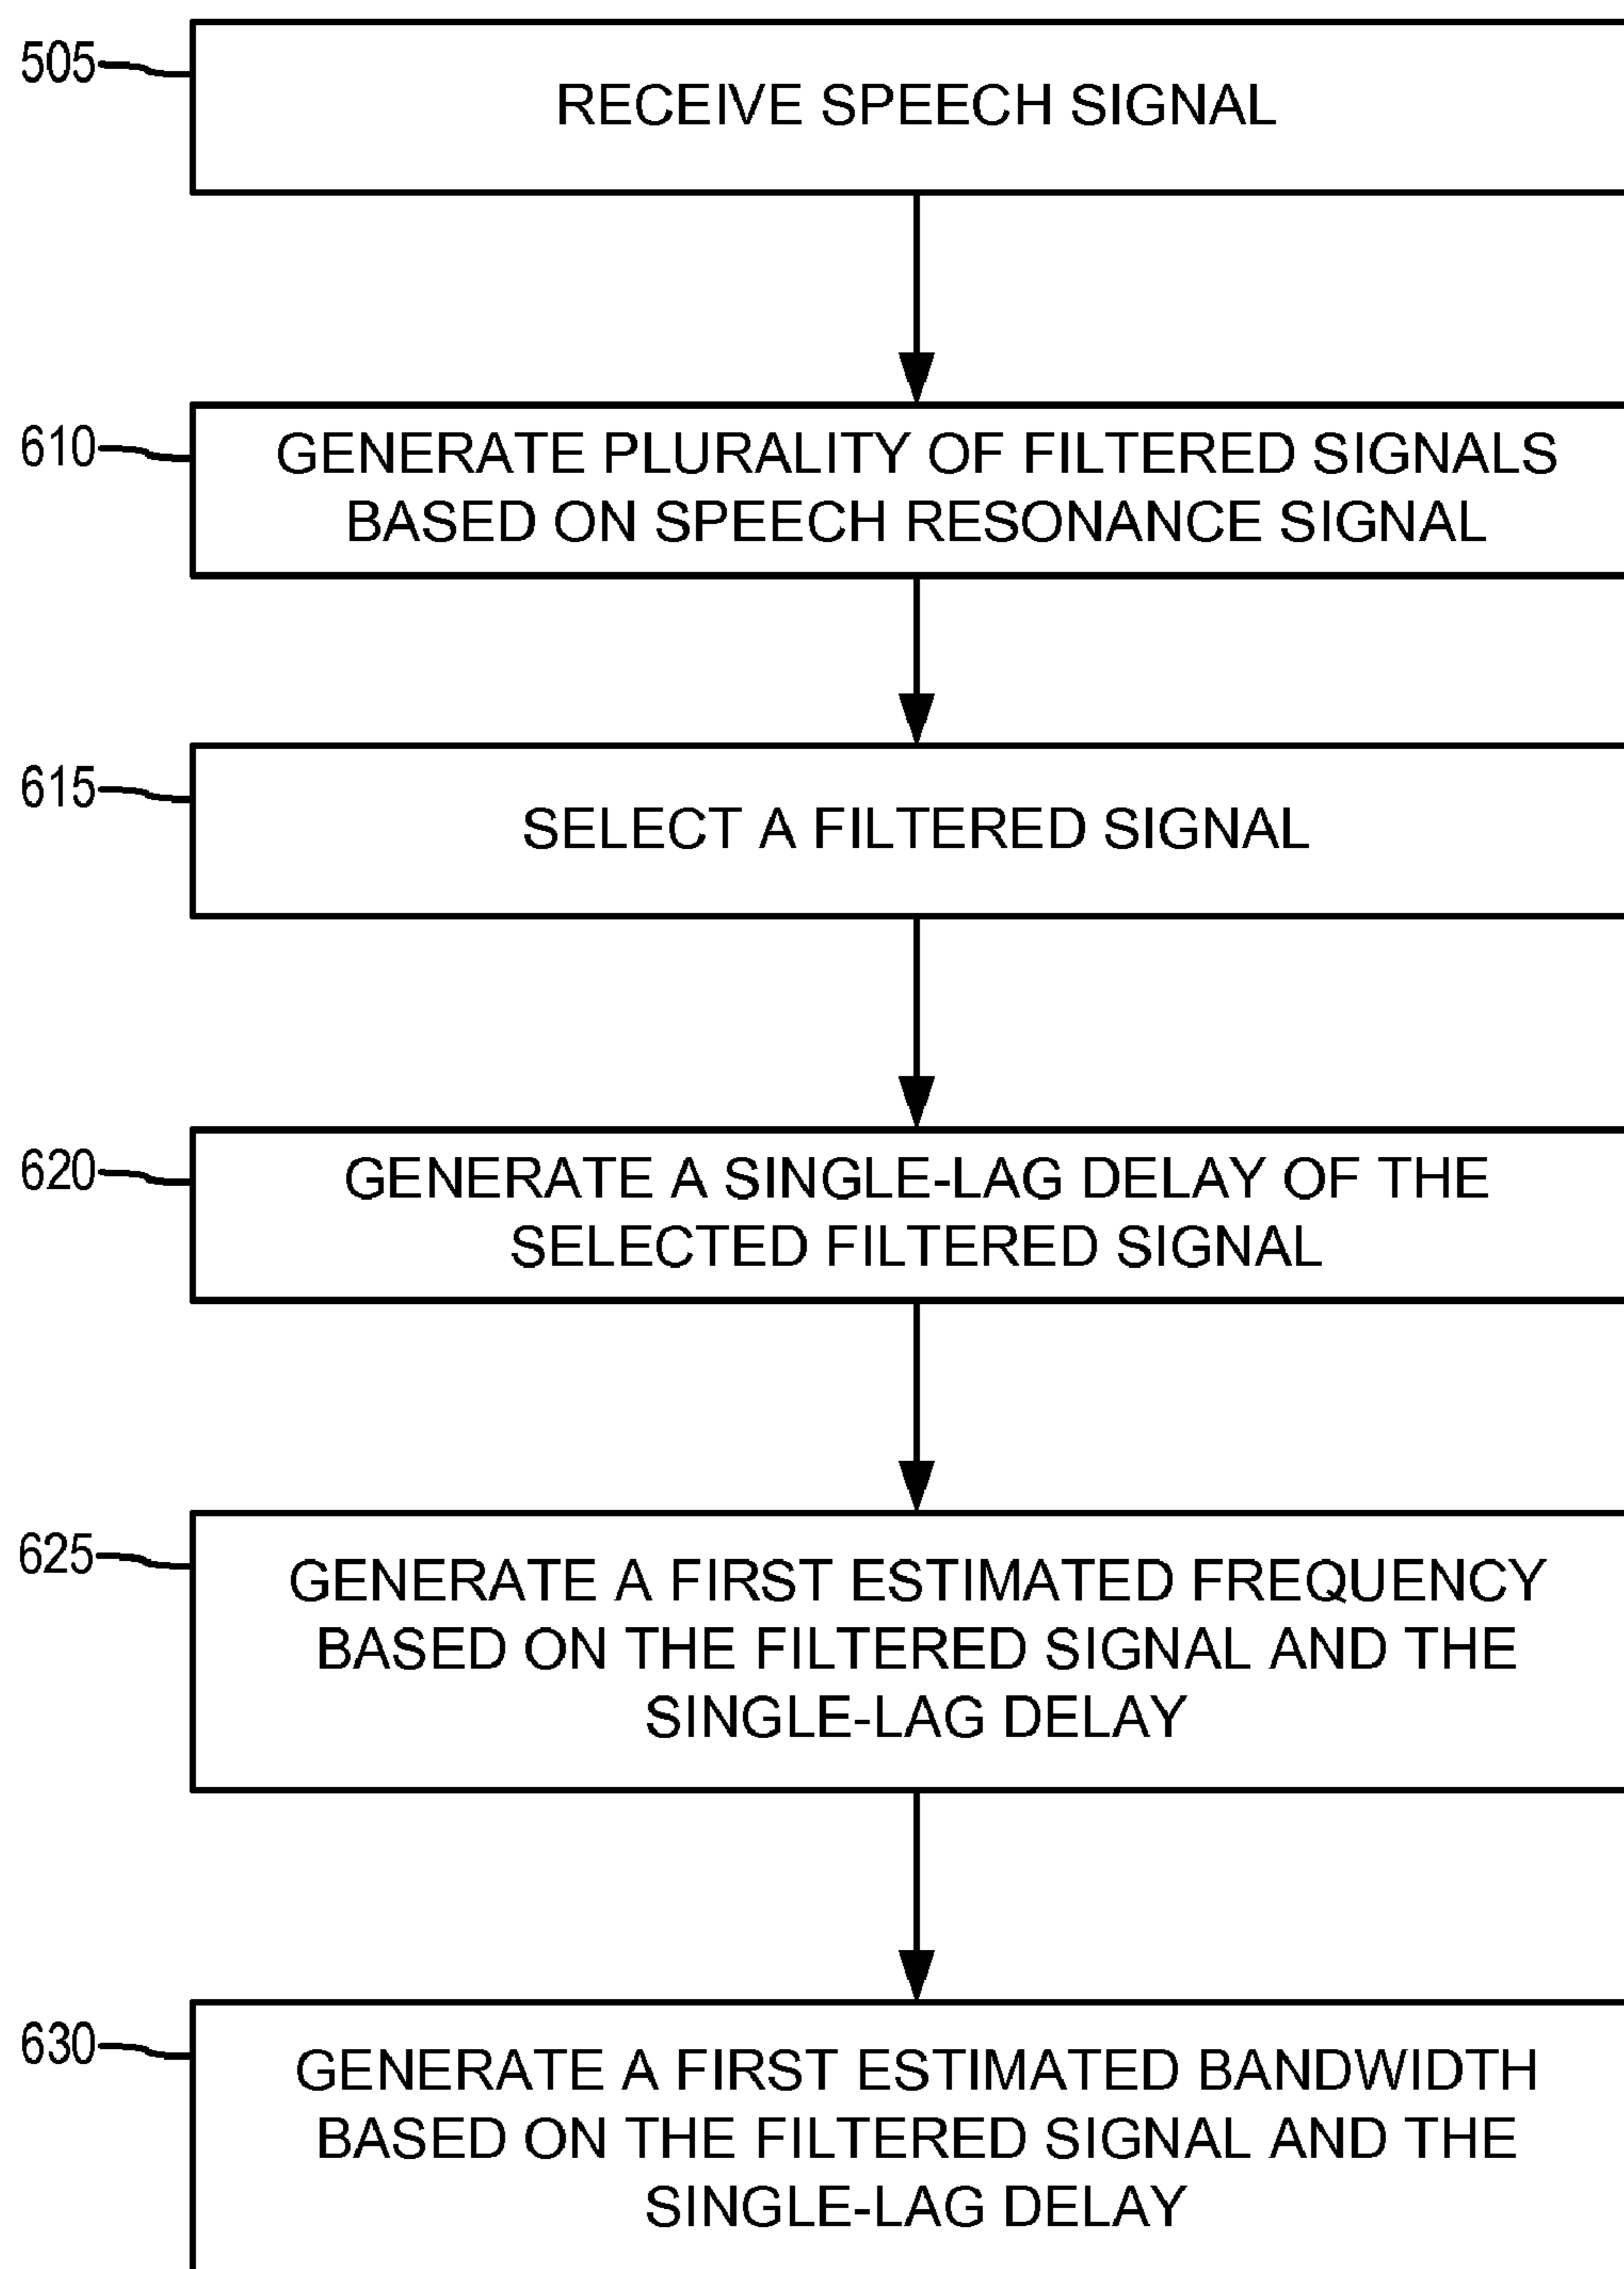 505
RECEIVE SPEECH SIGNAL
610
GENERATE PLURALITY OF FILTERED SIGNALS
BASED ON SPEECH RESONANCE SIGNAL
615
SELECT A FILTERED SIGNAL
620
GENERATE A SINGLE-LAG DELAY OF THE
SELECTED FILTERED SIGNAL
625
GENERATE A FIRST ESTIMATED FREQUENCY
BASED ON THE FILTERED SIGNAL AND THE
SINGLE-LAG DELAY
630
GENERATE A FIRST ESTIMATED BANDWIDTH
BASED ON THE FILTERED SIGNAL AND THE
SINGLE-LAG DELAY